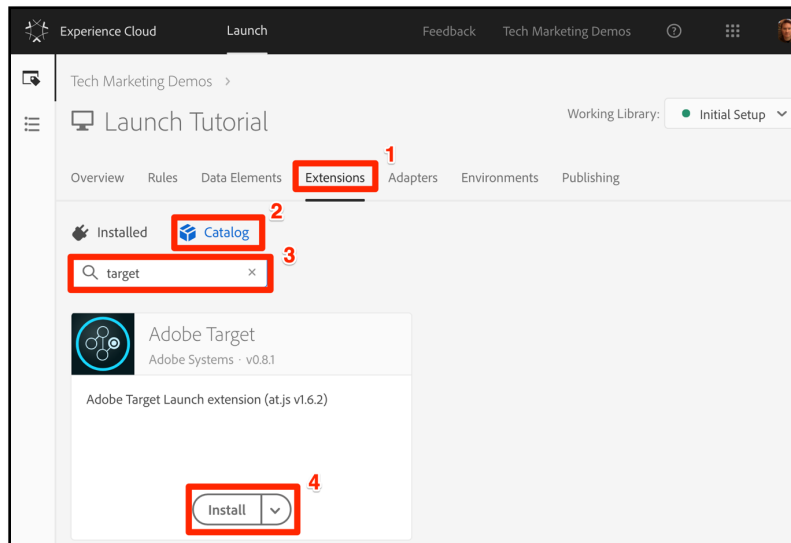 Experience Cloud Launch Feedback Tech Marketing Demos ?
Tech Marketing Demos >
Launch Tutorial
Working Library: Initial Setup
1
Overview Rules Data Elements Extensions Adapters Environments Publishing
2
Installed Catalog
3
target ×
Adobe Target
Adobe Systems · v0.8.1
Adobe Target Launch extension (at.js v1.6.2)
4
Install